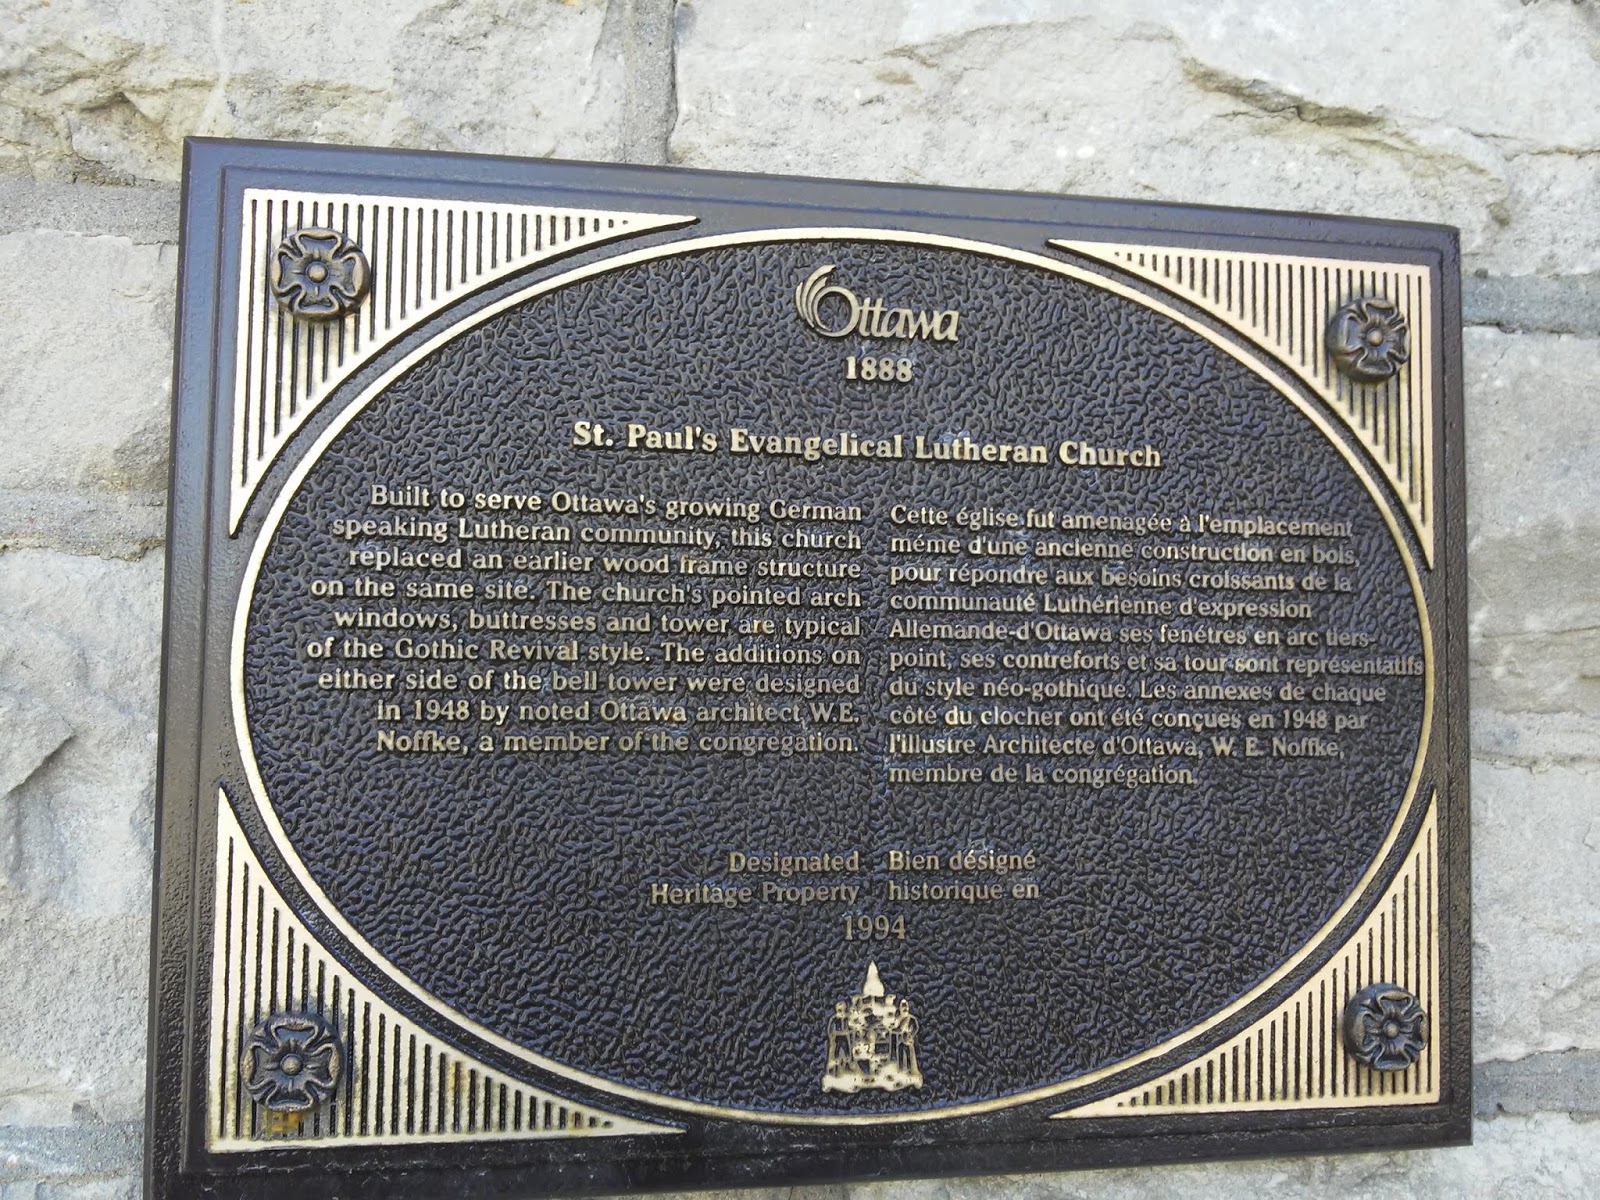 Ottawa
1888
St. Paul's Evangelical Lutheran Church
Built to serve Ottawa's growing German
speaking Lutheran community, this church
replaced an earlier wood frame structure
on the same site. The church's pointed arch
windows, buttresses and tower are typical
of the Gothic Revival style. The additions on
either side of the bell tower were designed
in 1948 by noted Ottawa architect W.E.
Noffke, a member of the congregation.
Cette église fut amenagée à l'emplacement
méme d'une ancienne construction en bois,
pour répondre aux besoins croissants de la
communauté Luthérienne d'expression
Allemande-d'Ottawa ses fenétres en arc tiers-
point, ses contreforts et sa tour sont représentatifs
du style néo-gothique. Les annexes de chaque
côté du clocher ont été conçues en 1948 par
l'illustre Architecte d'Ottawa, W. E. Noffke,
membre de la congrégation.
Designated
Heritage Property
Bien désigné
historique en
1994